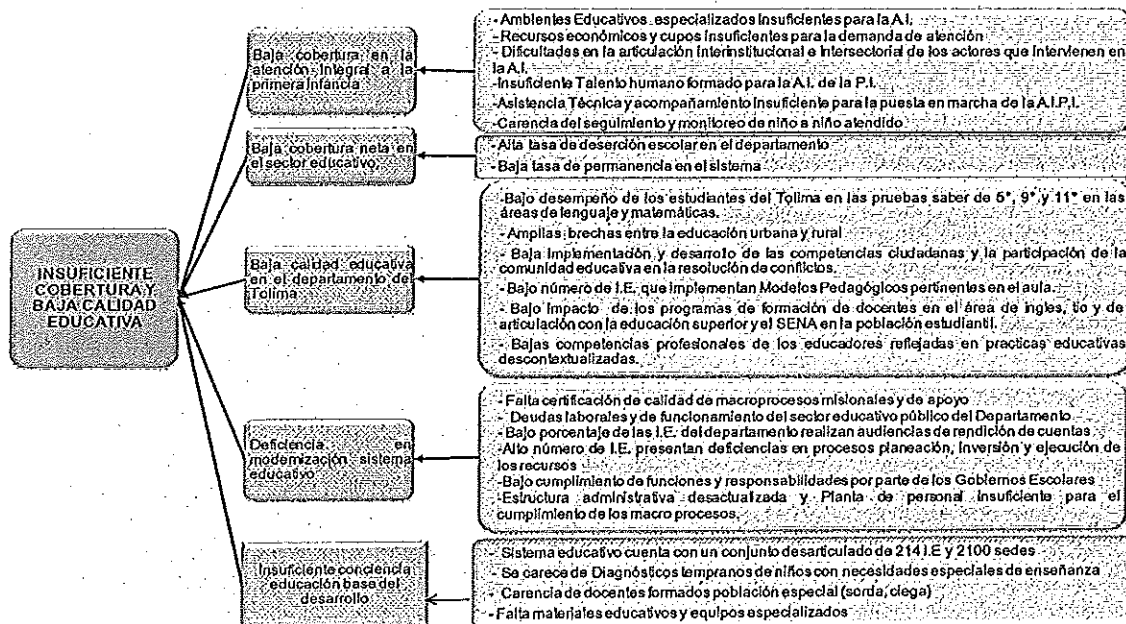 INSUFICIENTE
COBERTURA Y
BAJA CALIDAD
EDUCATIVA
Baja cobertura en la
atención integral a la
primera infancia
- Ambientes Educativos especializados Insuficientes para la A.I.
- Recursos económicos y cupos insuficientes para la demanda de atención
- Dificultades en la articulación interinstitucional e intersectorial de los actores que intervienen en
la A.I.
-Insuficiente Talento humano formado para la A.I. de la P.I.
-Asistencia Técnica y acompañamiento insuficiente para la puesta en marcha de la A.I.P.I.
-Carencia del seguimiento y monitoreo de niño a niño atendido
Baja cobertura neta en
el sector educativo
-Alta tasa de deserción escolar en el departamento
- Baja tasa de permanencia en el sistema
Baja calidad educativa
en el departamento del
Tolima
-Bajo desempeño de los estudiantes del Tolima en las pruebas saber de 5°, 9° y 11° en las
áreas de lenguaje y matemáticas.
- Amplias brechas entre la educación urbana y rural
- Baja Implementación y desarrollo de las competencias ciudadanas y la participación de la
comunidad educativa en la resolución de conflictos.
- Bajo número de I.E. que implementan Modelos Pedagógicos pertinentes en el aula.
- Bajo Impacto de los programas de formación de docentes en el área de ingles, tic y de
articulación con la educación superior y el SENA en la población estudiantil.
- Bajas competencias profesionales de los educadores reflejadas en practicas educativas
descontextualizadas.
Deficiencia en
modernización sistema
educativo
- Falta certificación de calidad de macroprocesos misionales y de apoyo
- Deudas laborales y de funcionamiento del sector educativo público del Departamento
- Bajo porcentaje de las I.E. del departamento realizan audiencias de rendición de cuentas
-Alto número de I.E. presentan deficiencias en procesos planeación, inversión y ejecución de
los recursos
-Bajo cumplimiento de funciones y responsabilidades por parte de los Gobiernos Escolares
-Estructura administrativa desactualizada y Planta de personal insuficiente para el
cumplimiento de los macro procesos.
Insuficiente conciencia
educación base del
desarrollo
- Sistema educativo cuenta con un conjunto desarticulado de 214 I.E y 2100 sedes
- Se carece de Diagnósticos tempranos de niños con necesidades especiales de enseñanza
- Carencia de docentes formados población especial (sorda, ciega)
-Falta materiales educativos y equipos especializados